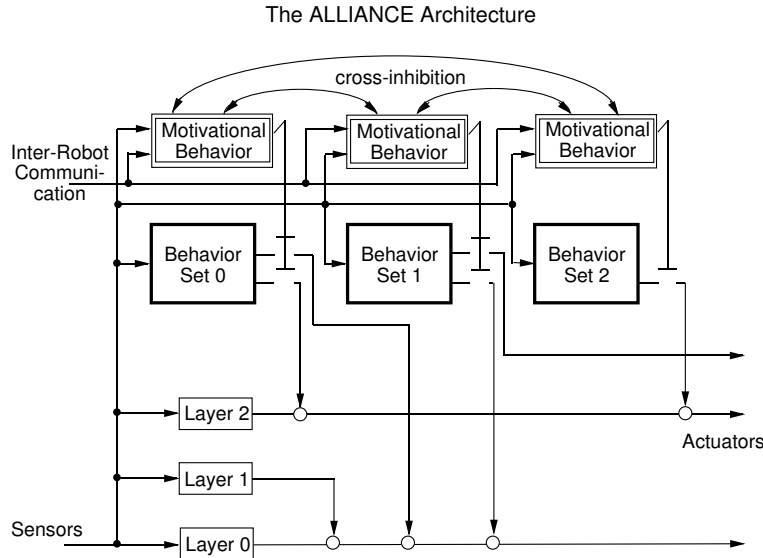 The ALLIANCE Architecture
cross-inhibition
Motivational
Behavior
Motivational
Behavior
Motivational
Behavior
Inter-Robot
Communi-
cation
Behavior
Set 0
Behavior
Set 1
Behavior
Set 2
Layer 2
Actuators
Layer 1
Sensors
Layer 0